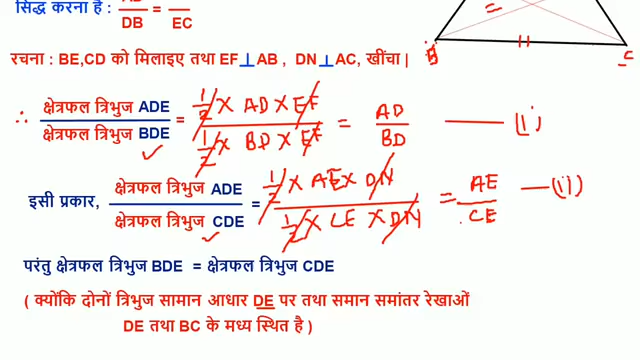 सिद्ध करना है : AD/DB = /EC
B C
रचना : BE,CD को मिलाइए तथा EF⊥AB , DN⊥AC, खींचा |
∴ क्षेत्रफल त्रिभुज ADE/क्षेत्रफल त्रिभुज BDE = 1/2 × AD × EF / 1/2 × BD × EF = AD/BD —— (i)
इसी प्रकार, क्षेत्रफल त्रिभुज ADE/क्षेत्रफल त्रिभुज CDE = 1/2 × AE × DN / 1/2 × CE × DN = AE/CE —(ii)
परंतु क्षेत्रफल त्रिभुज BDE = क्षेत्रफल त्रिभुज CDE
( क्योंकि दोनों त्रिभुज सामान आधार DE पर तथा समान समांतर रेखाओं
DE तथा BC के मध्य स्थित है )